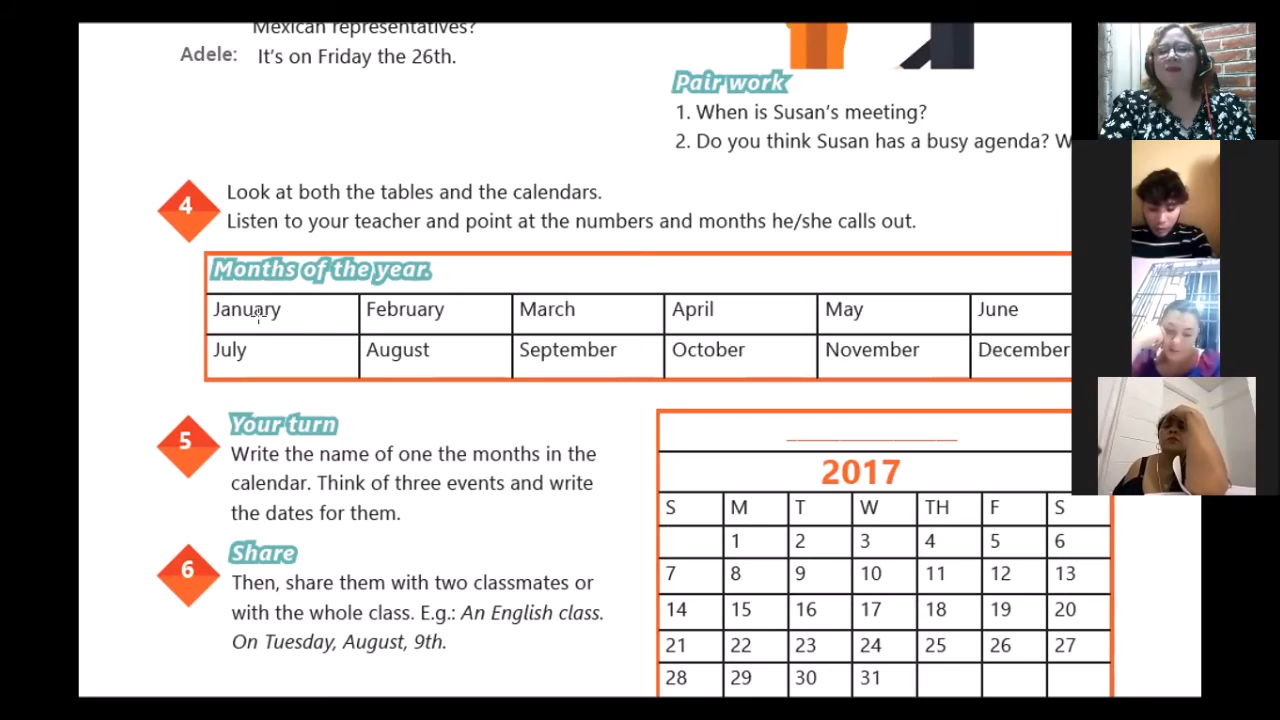 Mexican representatives?
Adele: It's on Friday the 26th.
Pair work
1. When is Susan's meeting?
2. Do you think Susan has a busy agenda? W
4
Look at both the tables and the calendars.
Listen to your teacher and point at the numbers and months he/she calls out.
Months of the year.
January February March April May June
July August September October November December
5
Your turn
Write the name of one the months in the
calendar. Think of three events and write
the dates for them.
6
Share
Then, share them with two classmates or
with the whole class. E.g.: An English class.
On Tuesday, August, 9th.
2017
S M T W TH F S
1 2 3 4 5 6
7 8 9 10 11 12 13
14 15 16 17 18 19 20
21 22 23 24 25 26 27
28 29 30 31